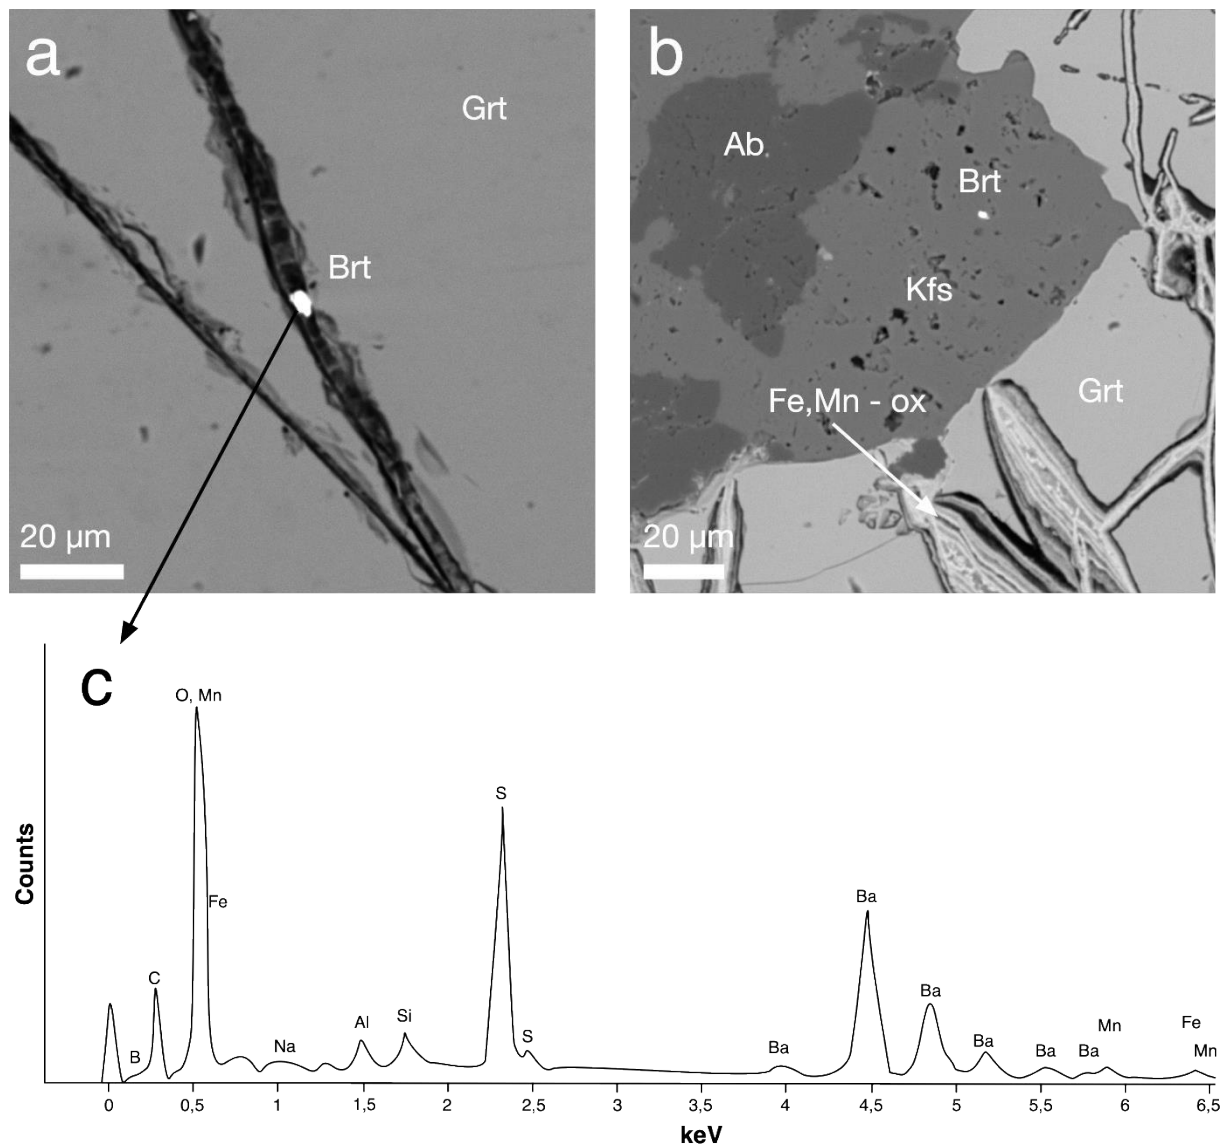 a
Grt
Brt
20 µm
b
Ab
Brt
Kfs
Fe,Mn - ox
Grt
20 µm
c
O, Mn
Fe
C
B
Na
Al
Si
S
S
Ba
Ba
Ba
Ba
Ba
Ba
Mn
Fe
Mn
Counts
0 0,5 1 1,5 2 2,5 3 3,5 4 4,5 5 5,5 6 6,5
keV